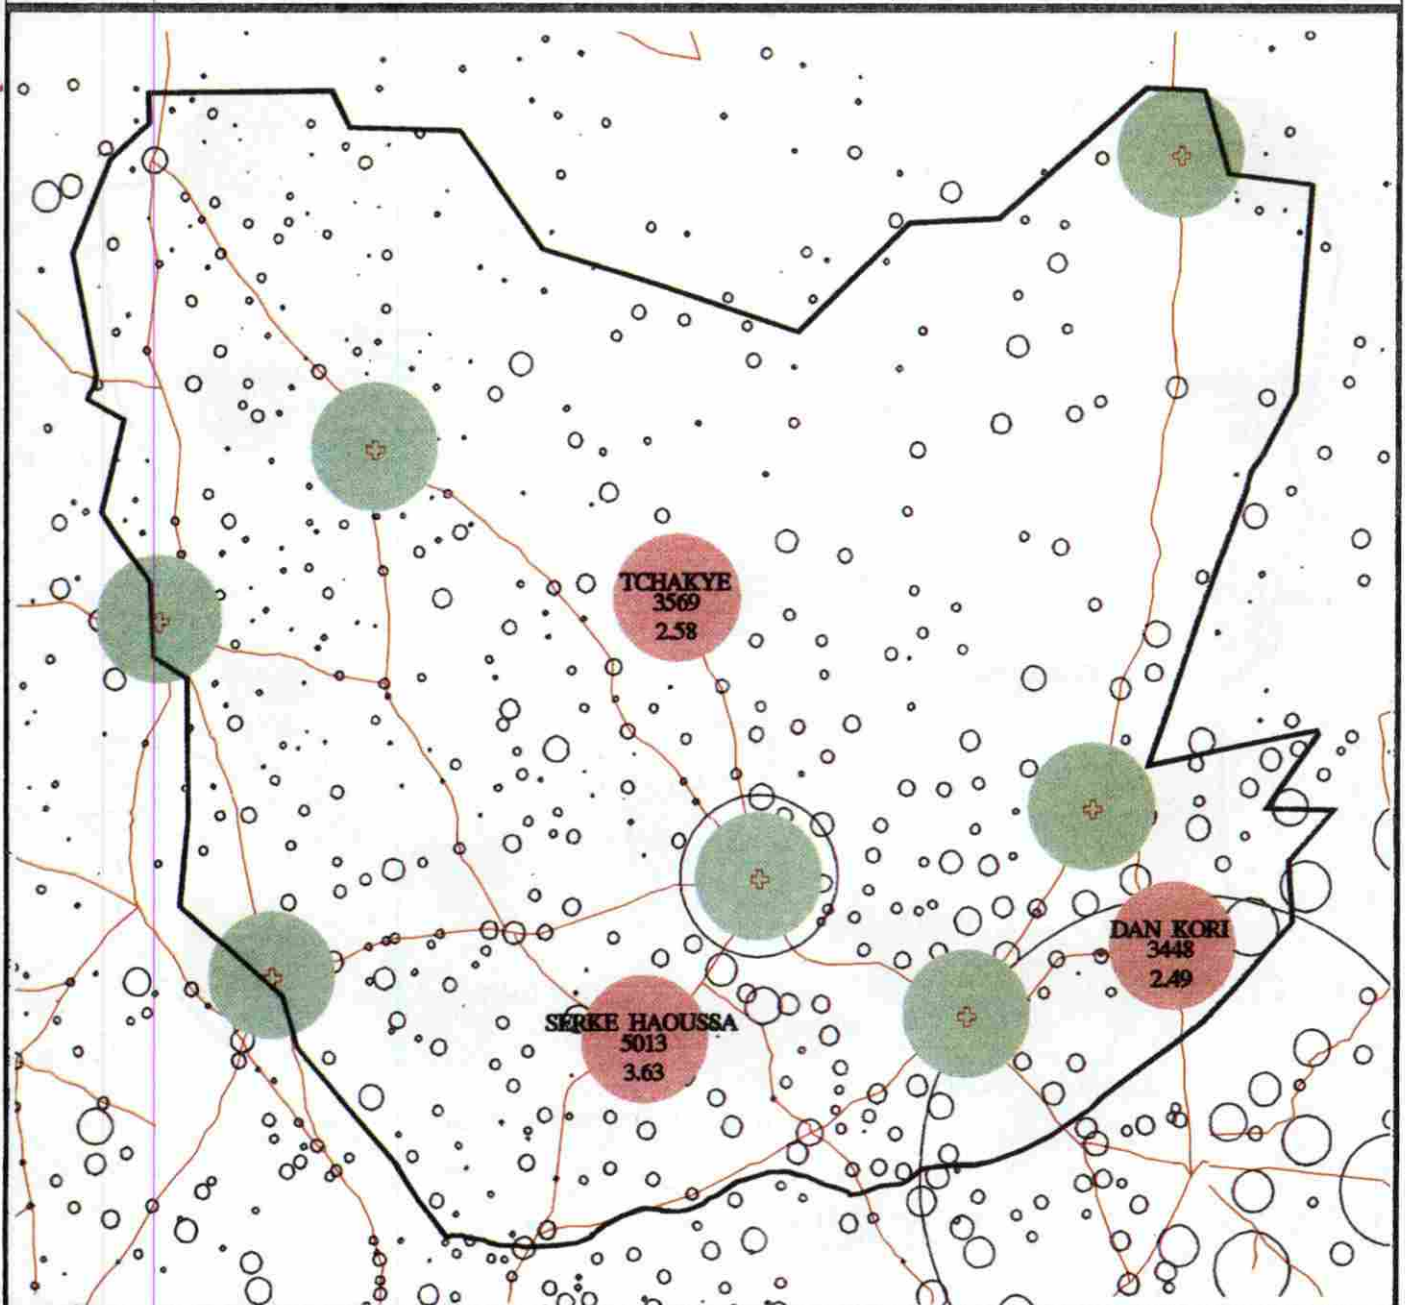 TCHAKYE
3569
2.58
DAN KORI
3448
2.49
SERKE HAOUSSA
5013
3.63